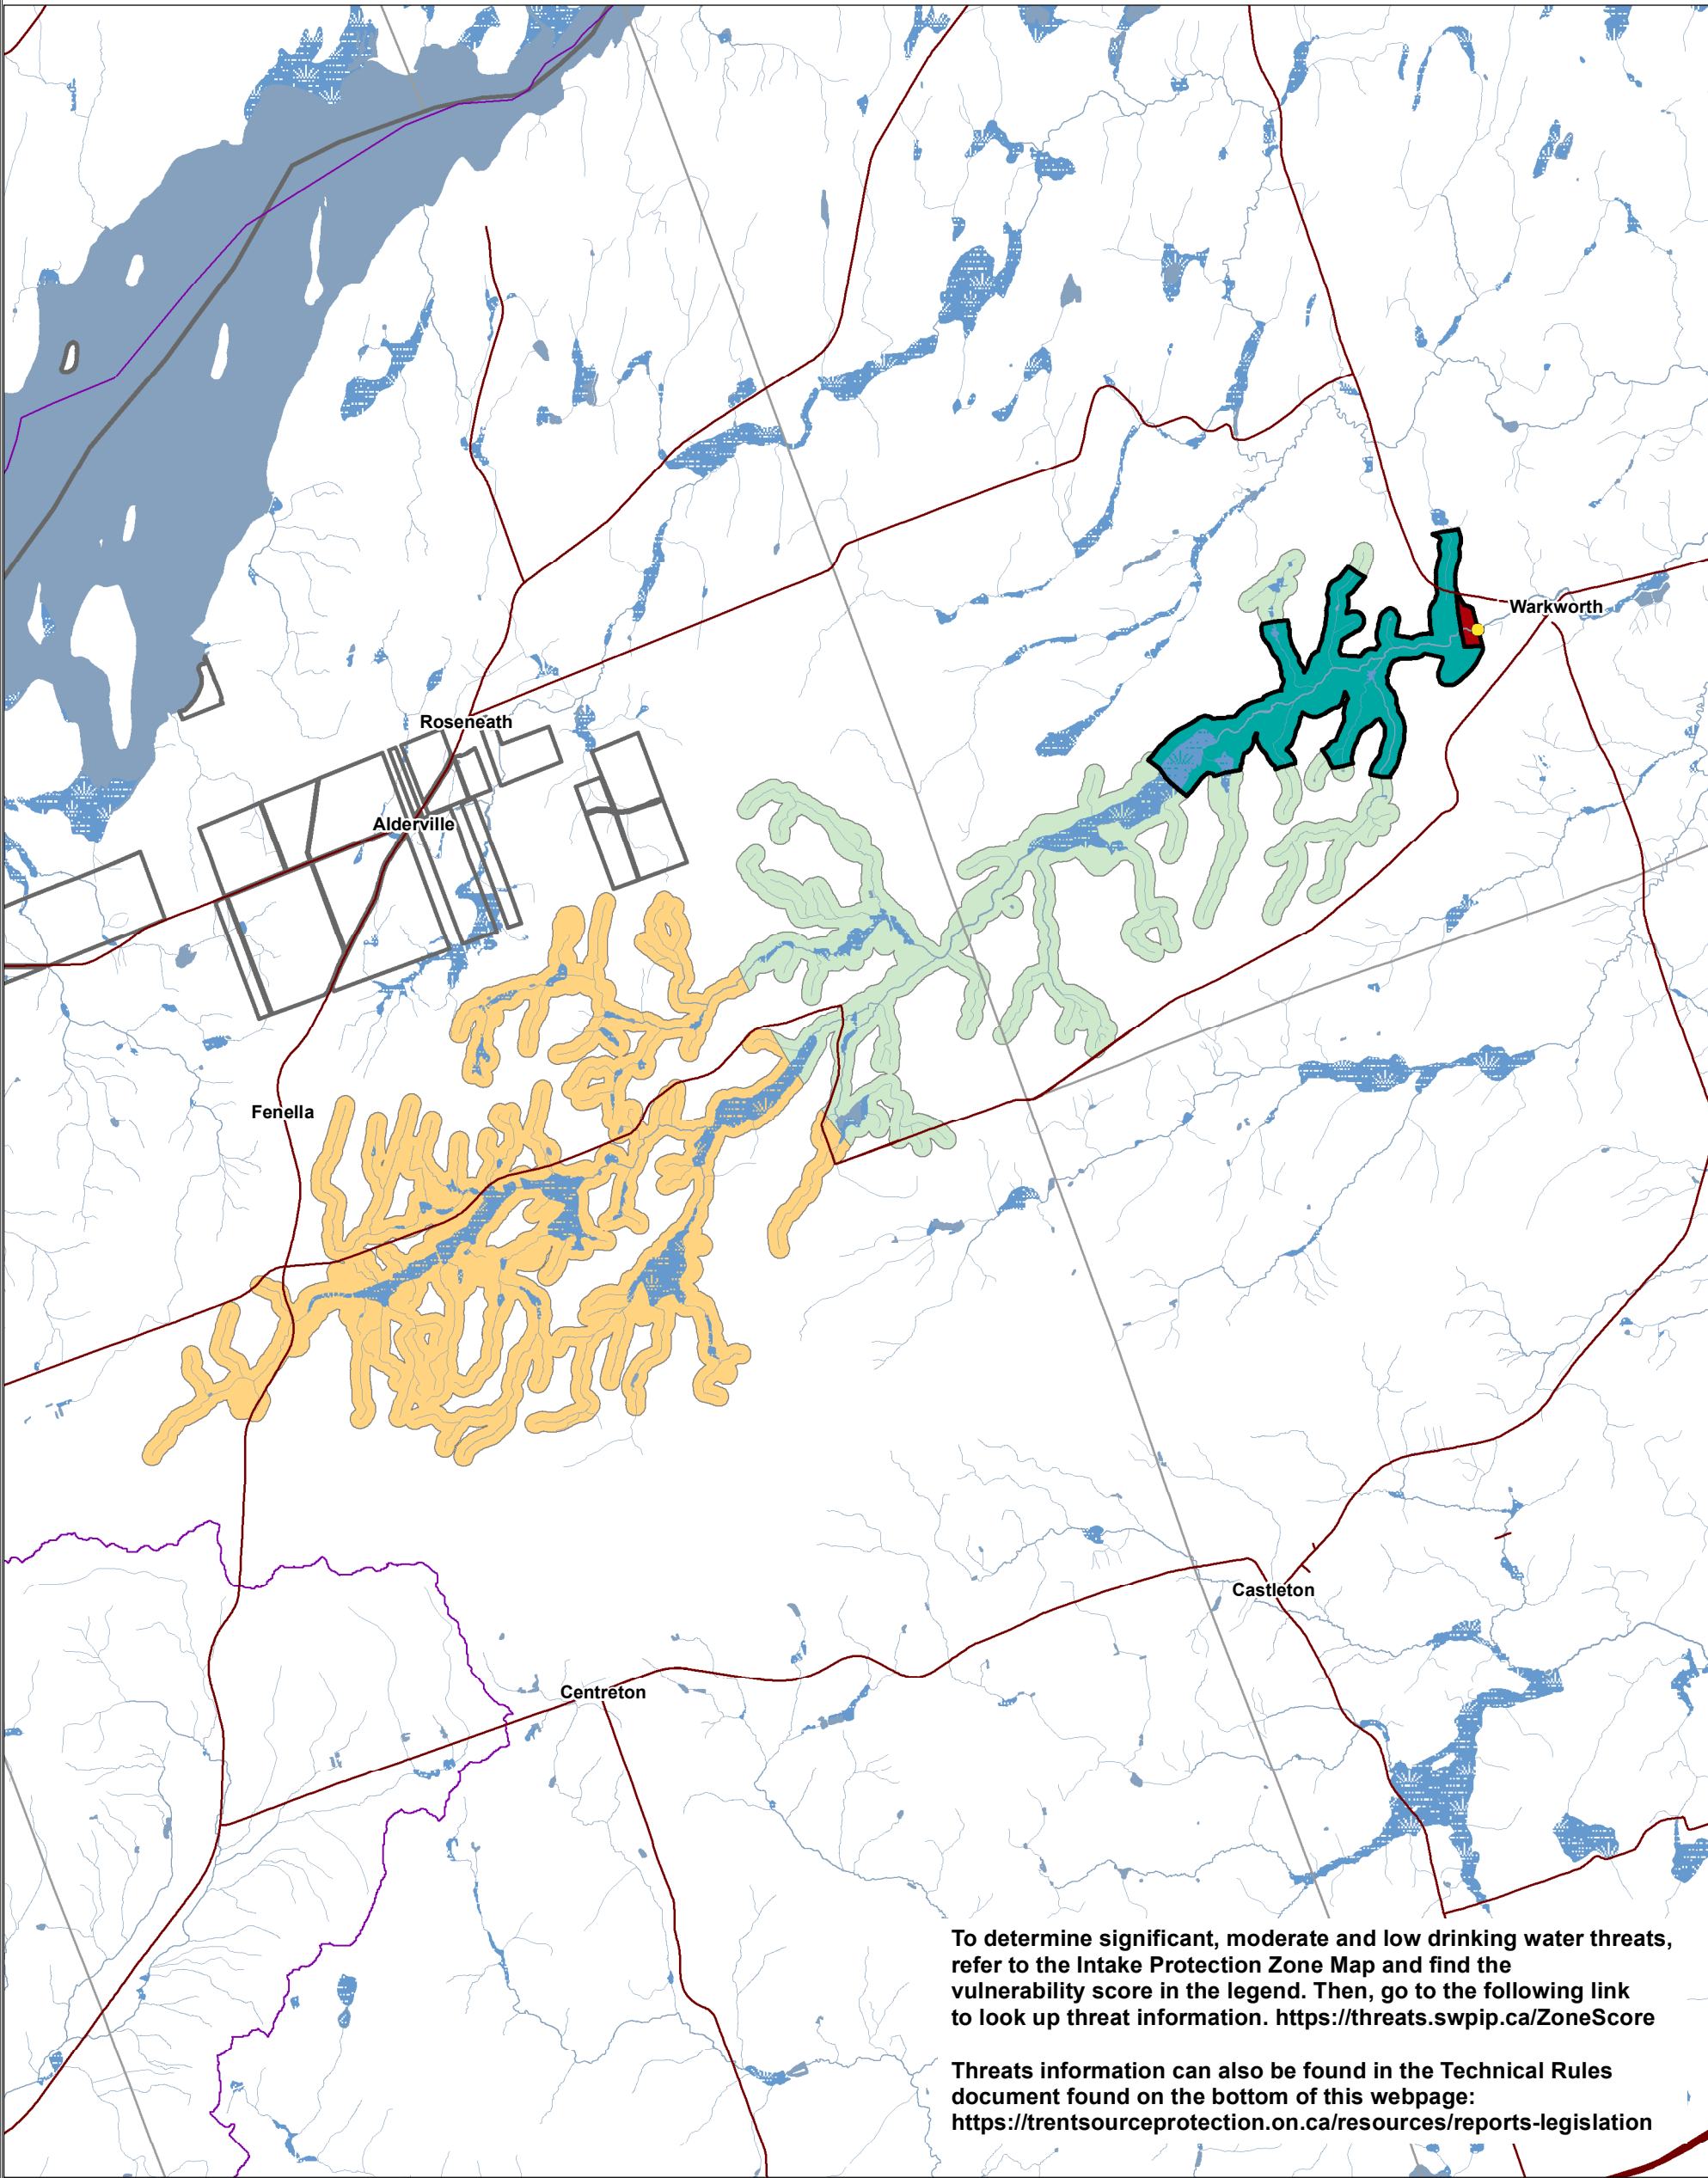 Warkworth
Roseneath
Alderville
Fenella
Castleton
Centreton
To determine significant, moderate and low drinking water threats,
refer to the Intake Protection Zone Map and find the
vulnerability score in the legend. Then, go to the following link
to look up threat information. https://threats.swpip.ca/ZoneScore
Threats information can also be found in the Technical Rules
document found on the bottom of this webpage:
https://trentsourceprotection.on.ca/resources/reports-legislation